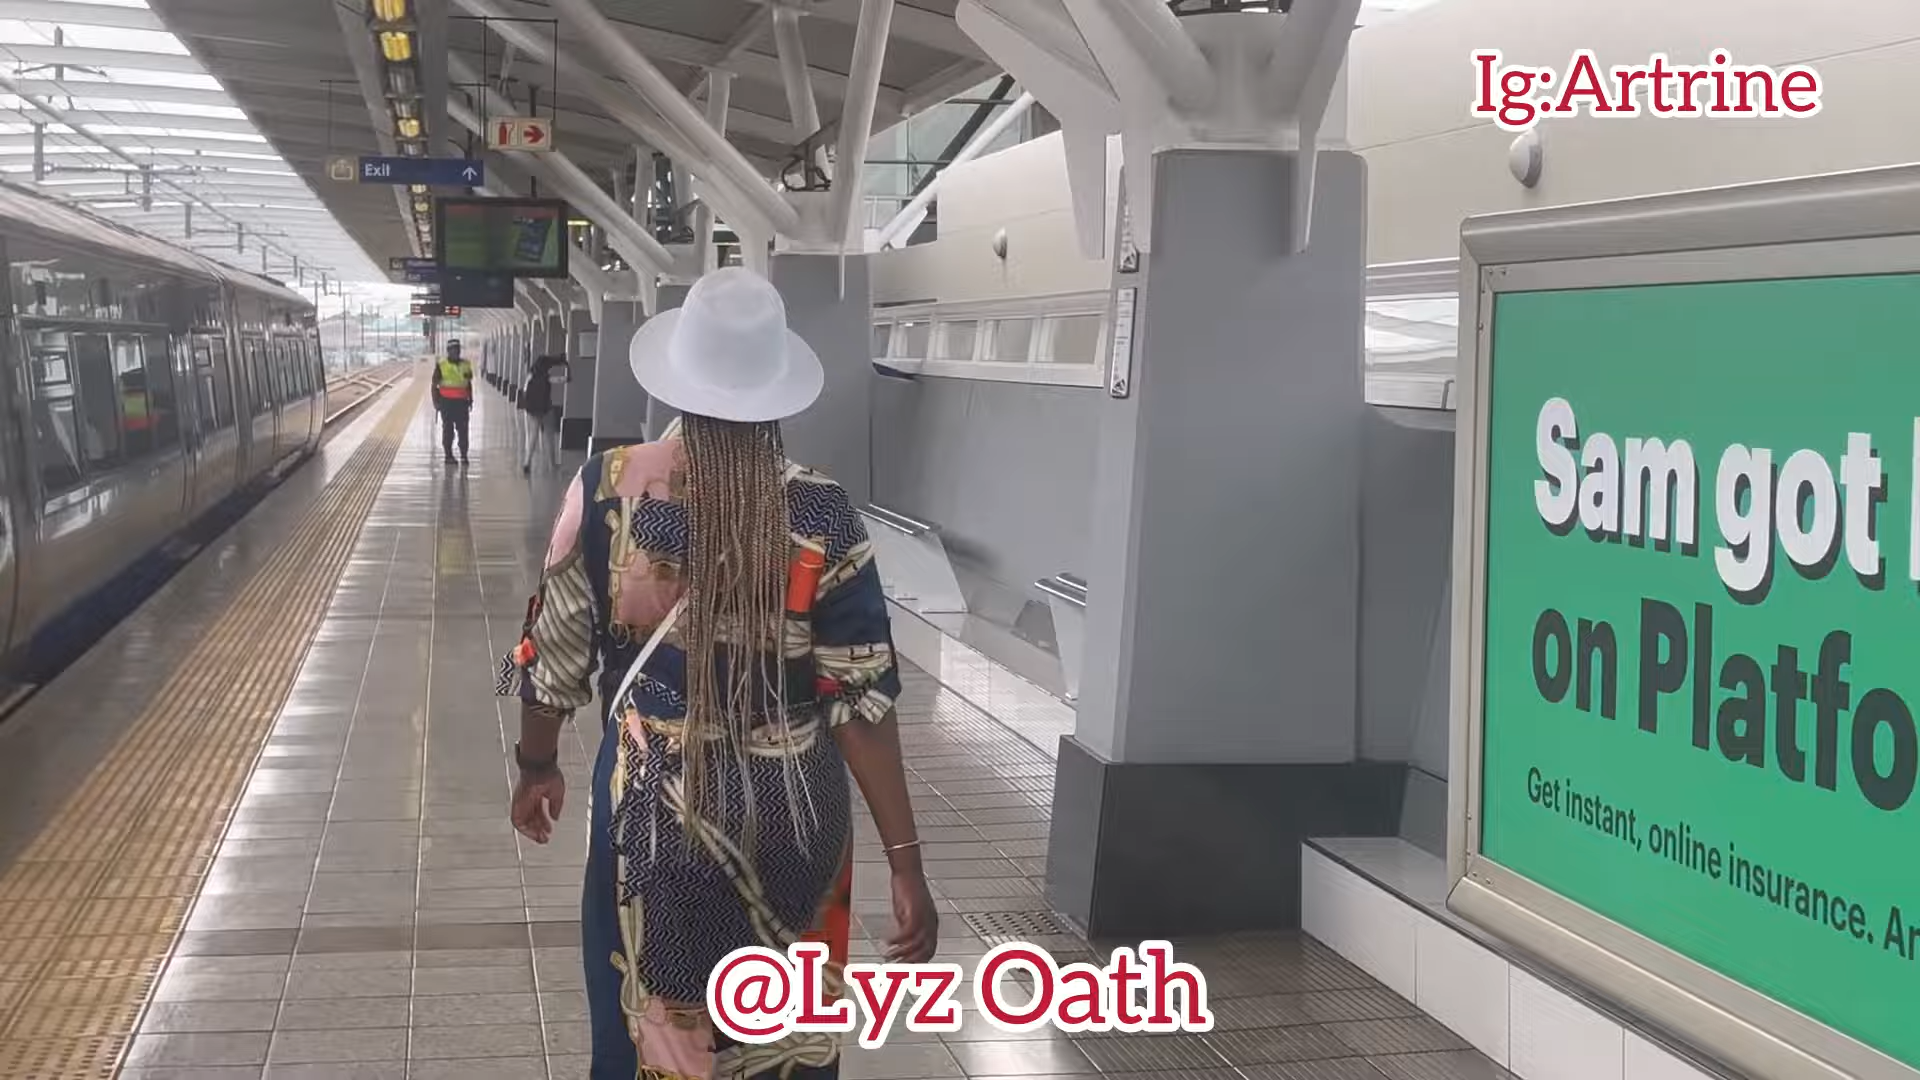 Ig:Artrine
Exit
Sam got
on Platfo
Get instant, online insurance. Ar
@Lyz Oath